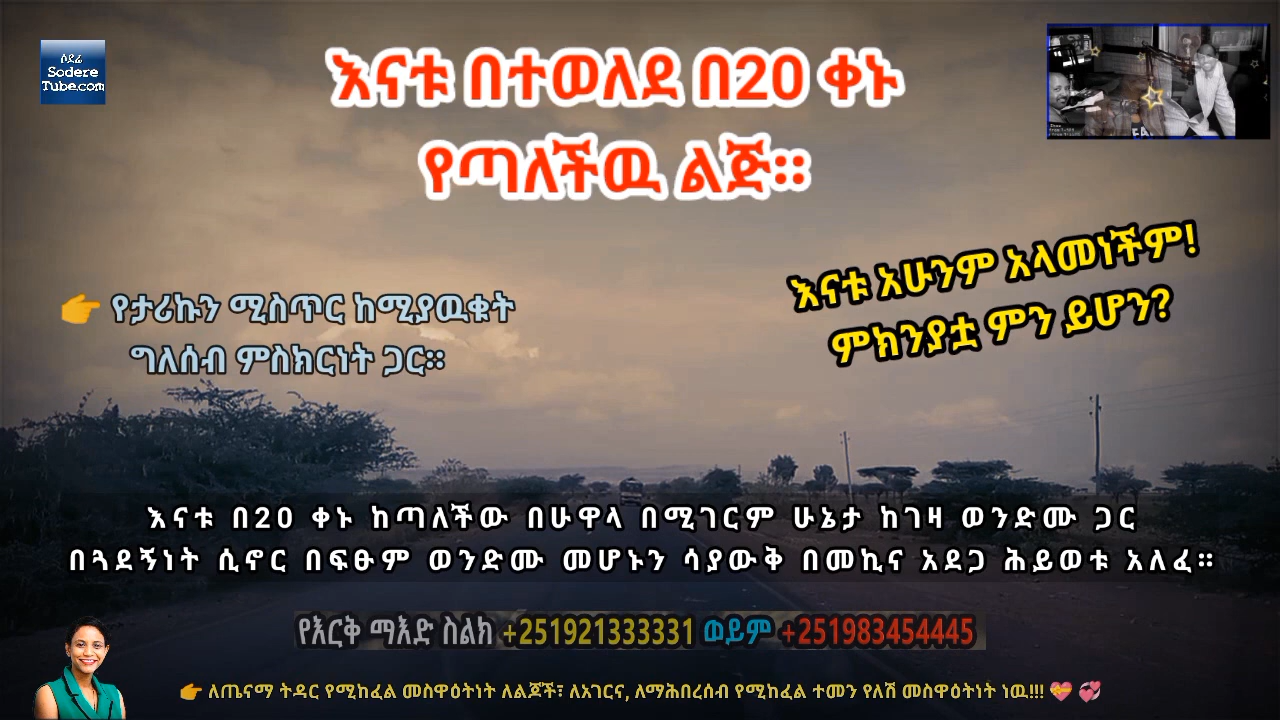 ሶደሬ
Sodere
Tube.com
እናቱ በተወለደ በ20 ቀኑ
የጣለችዉ ልጅ።
እናቱ አሁንም አላመነችም!
ምክንያቷ ምን ይሆን?
👉 የታሪኩን ሚስጥር ከሚያዉቁት
ግለሰብ ምስክርነት ጋር።
እናቱ በ20 ቀኑ ከጣለችው በሁዋላ በሚገርም ሁኔታ ከገዛ ወንድሙ ጋር
በጓደኝነት ሲኖር በፍፁም ወንድሙ መሆኑን ሳያውቅ በመኪና አደጋ ሕይወቱ አለፈ።
የእርቅ ማእድ ስልክ +251921333331 ወይም +251983454445
👉 ለጤናማ ትዳር የሚከፈል መስዋዕትነት ለልጆች፣ ለአገርና, ለማሕበረሰብ የሚከፈል ተመን የለሽ መስዋዕትነት ነዉ!!! 💝 💞